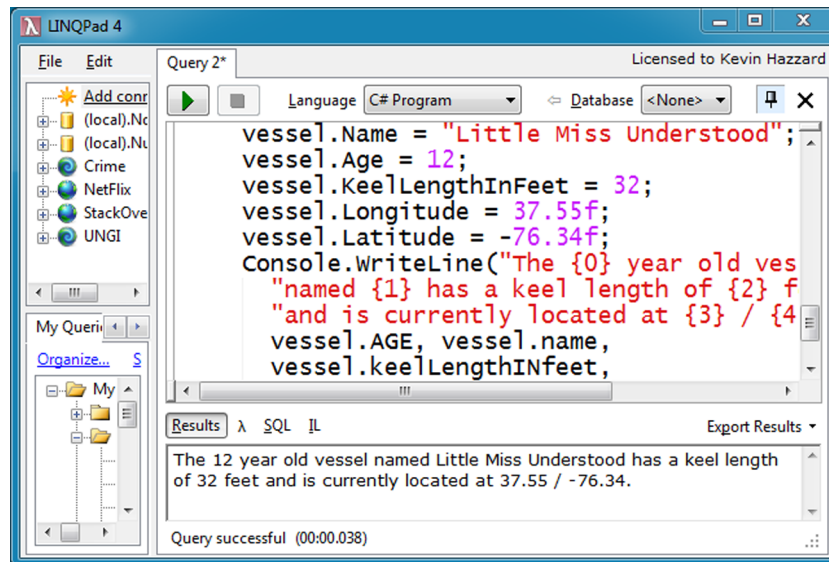 LINQPad 4
File Edit
Query 2*
Licensed to Kevin Hazzard
Add conr
(local).Nc
(local).Nu
Crime
NetFlix
StackOve
UNGI
My Queri
Organize... S
My
Language C# Program Database <None>
vessel.Name = "Little Miss Understood";
vessel.Age = 12;
vessel.KeelLengthInFeet = 32;
vessel.Longitude = 37.55f;
vessel.Latitude = -76.34f;
Console.WriteLine("The {0} year old ves
"named {1} has a keel length of {2} f
"and is currently located at {3} / {4
vessel.AGE, vessel.name,
vessel.keelLengthINfeet,
Results λ SQL IL Export Results
The 12 year old vessel named Little Miss Understood has a keel length
of 32 feet and is currently located at 37.55 / -76.34.
Query successful (00:00.038)